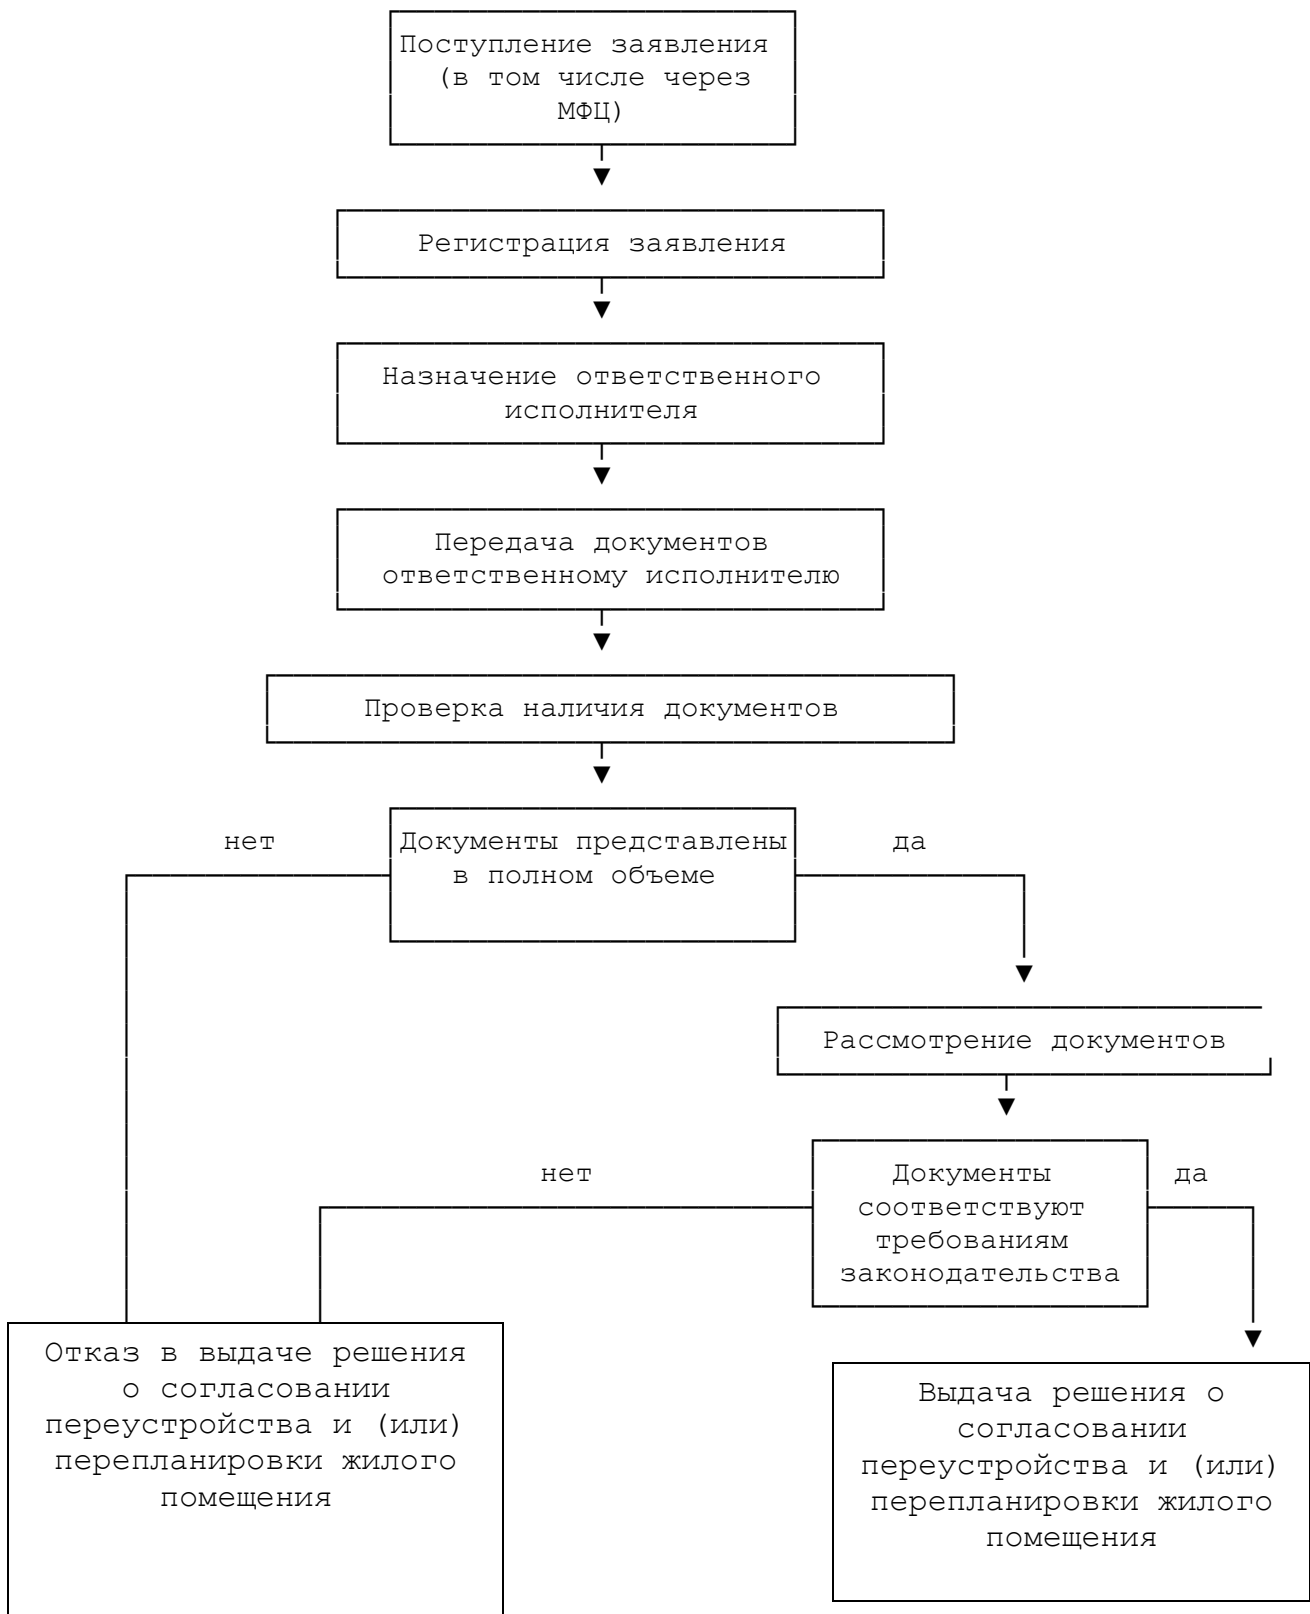 Поступление заявления
(в том числе через
МФЦ)
Регистрация заявления
Назначение ответственного
исполнителя
Передача документов
ответственному исполнителю
Проверка наличия документов
нет
Документы представлены
в полном объеме
да
Рассмотрение документов
нет
Документы
соответствуют
требованиям
законодательства
да
Отказ в выдаче решения
о согласовании
переустройства и (или)
перепланировки жилого
помещения
Выдача решения о
согласовании
переустройства и (или)
перепланировки жилого
помещения